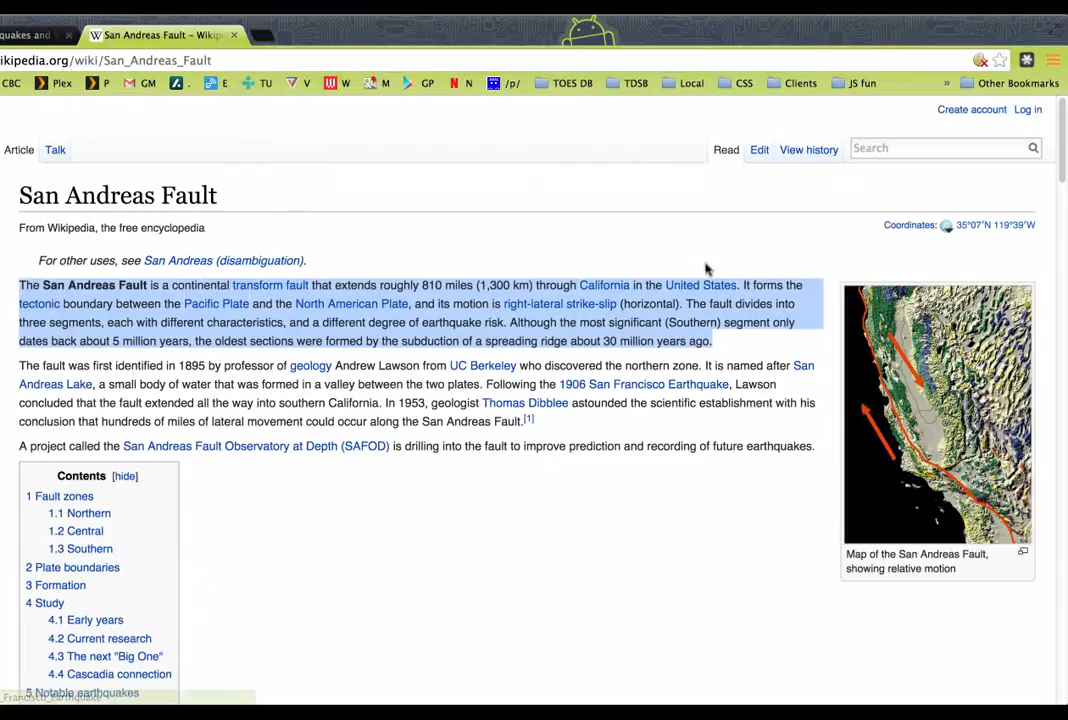 quakes and
W San Andreas Fault - Wikip
ikipedia.org/wiki/San_Andreas_Fault
CBC Plex P GM . E TU V W M GP N N /p/ TOES DB TDSB Local CSS Clients JS fun » Other Bookmarks
Create account Log in
Article Talk Read Edit View history Search
San Andreas Fault
From Wikipedia, the free encyclopedia
Coordinates: 35°07′N 119°39′W
For other uses, see San Andreas (disambiguation).
The San Andreas Fault is a continental transform fault that extends roughly 810 miles (1,300 km) through California in the United States. It forms the
tectonic boundary between the Pacific Plate and the North American Plate, and its motion is right-lateral strike-slip (horizontal). The fault divides into
three segments, each with different characteristics, and a different degree of earthquake risk. Although the most significant (Southern) segment only
dates back about 5 million years, the oldest sections were formed by the subduction of a spreading ridge about 30 million years ago.
The fault was first identified in 1895 by professor of geology Andrew Lawson from UC Berkeley who discovered the northern zone. It is named after San
Andreas Lake, a small body of water that was formed in a valley between the two plates. Following the 1906 San Francisco Earthquake, Lawson
concluded that the fault extended all the way into southern California. In 1953, geologist Thomas Dibblee astounded the scientific establishment with his
conclusion that hundreds of miles of lateral movement could occur along the San Andreas Fault.[1]
A project called the San Andreas Fault Observatory at Depth (SAFOD) is drilling into the fault to improve prediction and recording of future earthquakes.
Map of the San Andreas Fault,
showing relative motion
Contents [hide]
1 Fault zones
1.1 Northern
1.2 Central
1.3 Southern
2 Plate boundaries
3 Formation
4 Study
4.1 Early years
4.2 Current research
4.3 The next "Big One"
4.4 Cascadia connection
5 Notable earthquakes
_Francisco_Earthquake